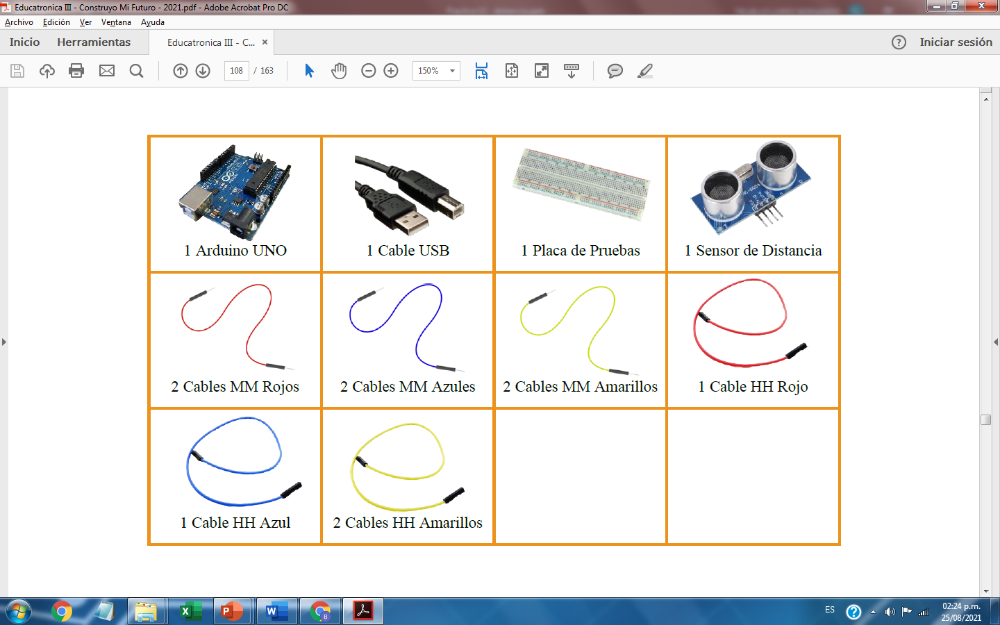 Educatronica III - Construyo Mi Futuro - 2021.pdf - Adobe Acrobat Pro DC
Archivo Edición Ver Ventana Ayuda
Inicio Herramientas Educatronica III - C... × ? Iniciar sesión
108 / 163 150%
1 Arduino UNO 1 Cable USB 1 Placa de Pruebas 1 Sensor de Distancia
2 Cables MM Rojos 2 Cables MM Azules 2 Cables MM Amarillos 1 Cable HH Rojo
1 Cable HH Azul 2 Cables HH Amarillos
ES 02:24 p.m.
25/08/2021